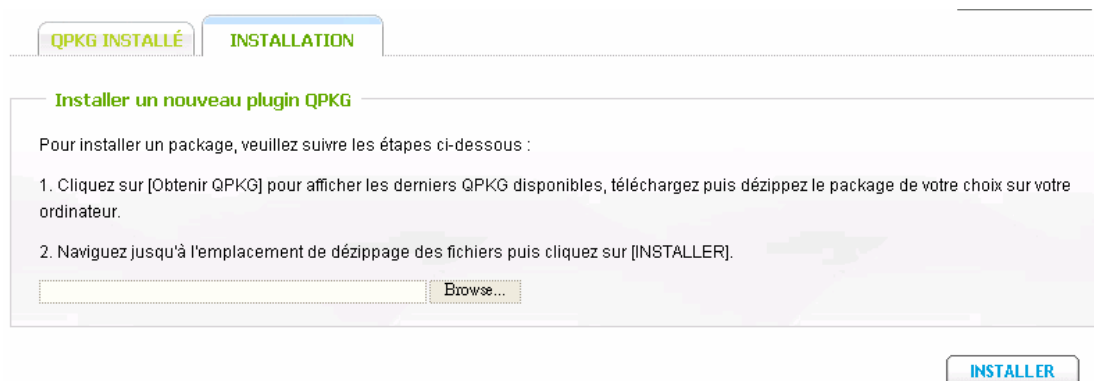 QPKG INSTALLÉ
INSTALLATION
Installer un nouveau plugin QPKG
Pour installer un package, veuillez suivre les étapes ci-dessous :
1. Cliquez sur [Obtenir QPKG] pour afficher les derniers QPKG disponibles, téléchargez puis dézippez le package de votre choix sur votre
ordinateur.
2. Naviguez jusqu'à l'emplacement de dézippage des fichiers puis cliquez sur [INSTALLER].
Browse...
INSTALLER